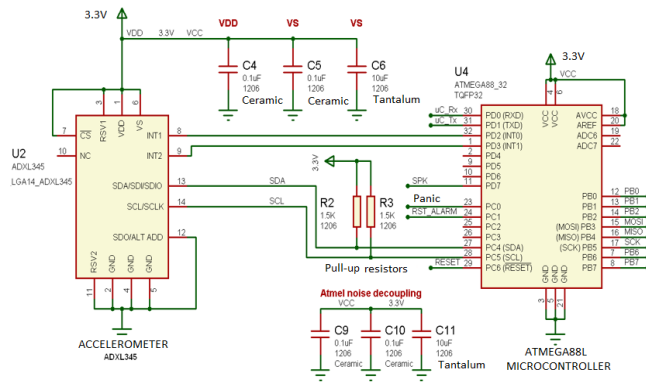 3.3V
VDD 3.3V VCC
VDD VS VS
C4
0.1uF
1206
Ceramic
C5
0.1uF
1206
Ceramic
C6
10uF
1206
Tantalum
U2
ADXL345
LGA14_ADXL345
3 1 6
RSV1
VDD
VS
7 CS
10 NC
INT1 8
INT2 9
SDA/SDI/SDIO 13
SCL/SCLK 14
SDO/ALT ADD 12
RSV2
GND
GND
GND
11 2 4 5
ACCELEROMETER
ADXL345
SDA
SCL
3.3V
R2
1.5K
1206
R3
1.5K
1206
Pull-up resistors
Atmel noise decoupling
VCC 3.3V
C9
0.1uF
1206
Ceramic
C10
0.1uF
1206
Ceramic
C11
10uF
1206
Tantalum
U4
ATMEGA88_32
TQFP32
3.3V
VCC
4 6
VCC
VCC
uC_Rx 30 PD0 (RXD)
uC_Tx 31 PD1 (TXD)
32 PD2 (INT0)
1 PD3 (INT1)
2 PD4
9 PD5
10 PD6
SPK 11 PD7
Panic 23 PC0
RST_ALARM 24 PC1
25 PC2
26 PC3
27 PC4 (SDA)
28 PC5 (SCL)
RESET 29 PC6 (RESET)
AVCC 18
AREF 20
ADC6 19
ADC7 22
PB0 12 PB0
PB1 13 PB1
PB2 14 PB2
(MOSI) PB3 15 MOSI
(MISO) PB4 16 MISO
(SCK) PB5 17 SCK
PB6 7 PB6
PB7 8 PB7
GND
GND
GND
3 5 21
ATMEGA88L
MICROCONTROLLER